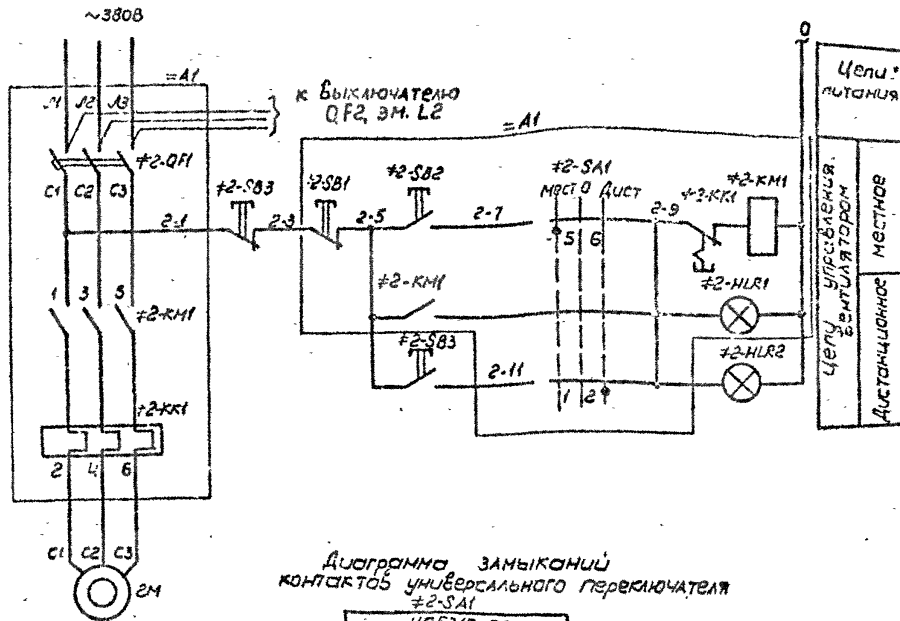 ~380В
Л1 Л2 Л3
=А1
к выключателю
QF2, эм. L2
=А1
0
Цепи
питания
≠2-QF1
С1 С2 С3
≠2-SB3
≠2-SB1
≠2-SB2
≠2-SA1
мест 0 Дист
≠2-КК1
≠2-КМ1
2-1
2-3
2-5
2-7
5 6
2-9
Цепи управления
вентилятором
местное
Дистанционное
1 3 5
≠2-КМ1
≠2-КМ1
≠2-HLR1
≠2-SB3
2-11
1 2
≠2-HLR2
≠2-КК1
2 4 6
С1 С2 С3
2М
Диаграмма замыканий
контактов универсального переключателя
≠2-SA1